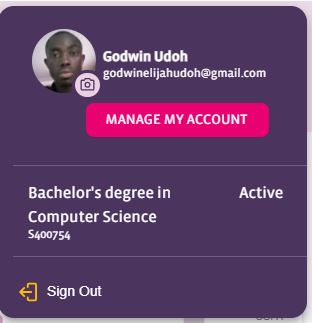 Godwin Udoh
godwinelijahudoh@gmail.com
MANAGE MY ACCOUNT
Bachelor's degree in Active
Computer Science
S400754
Sign Out